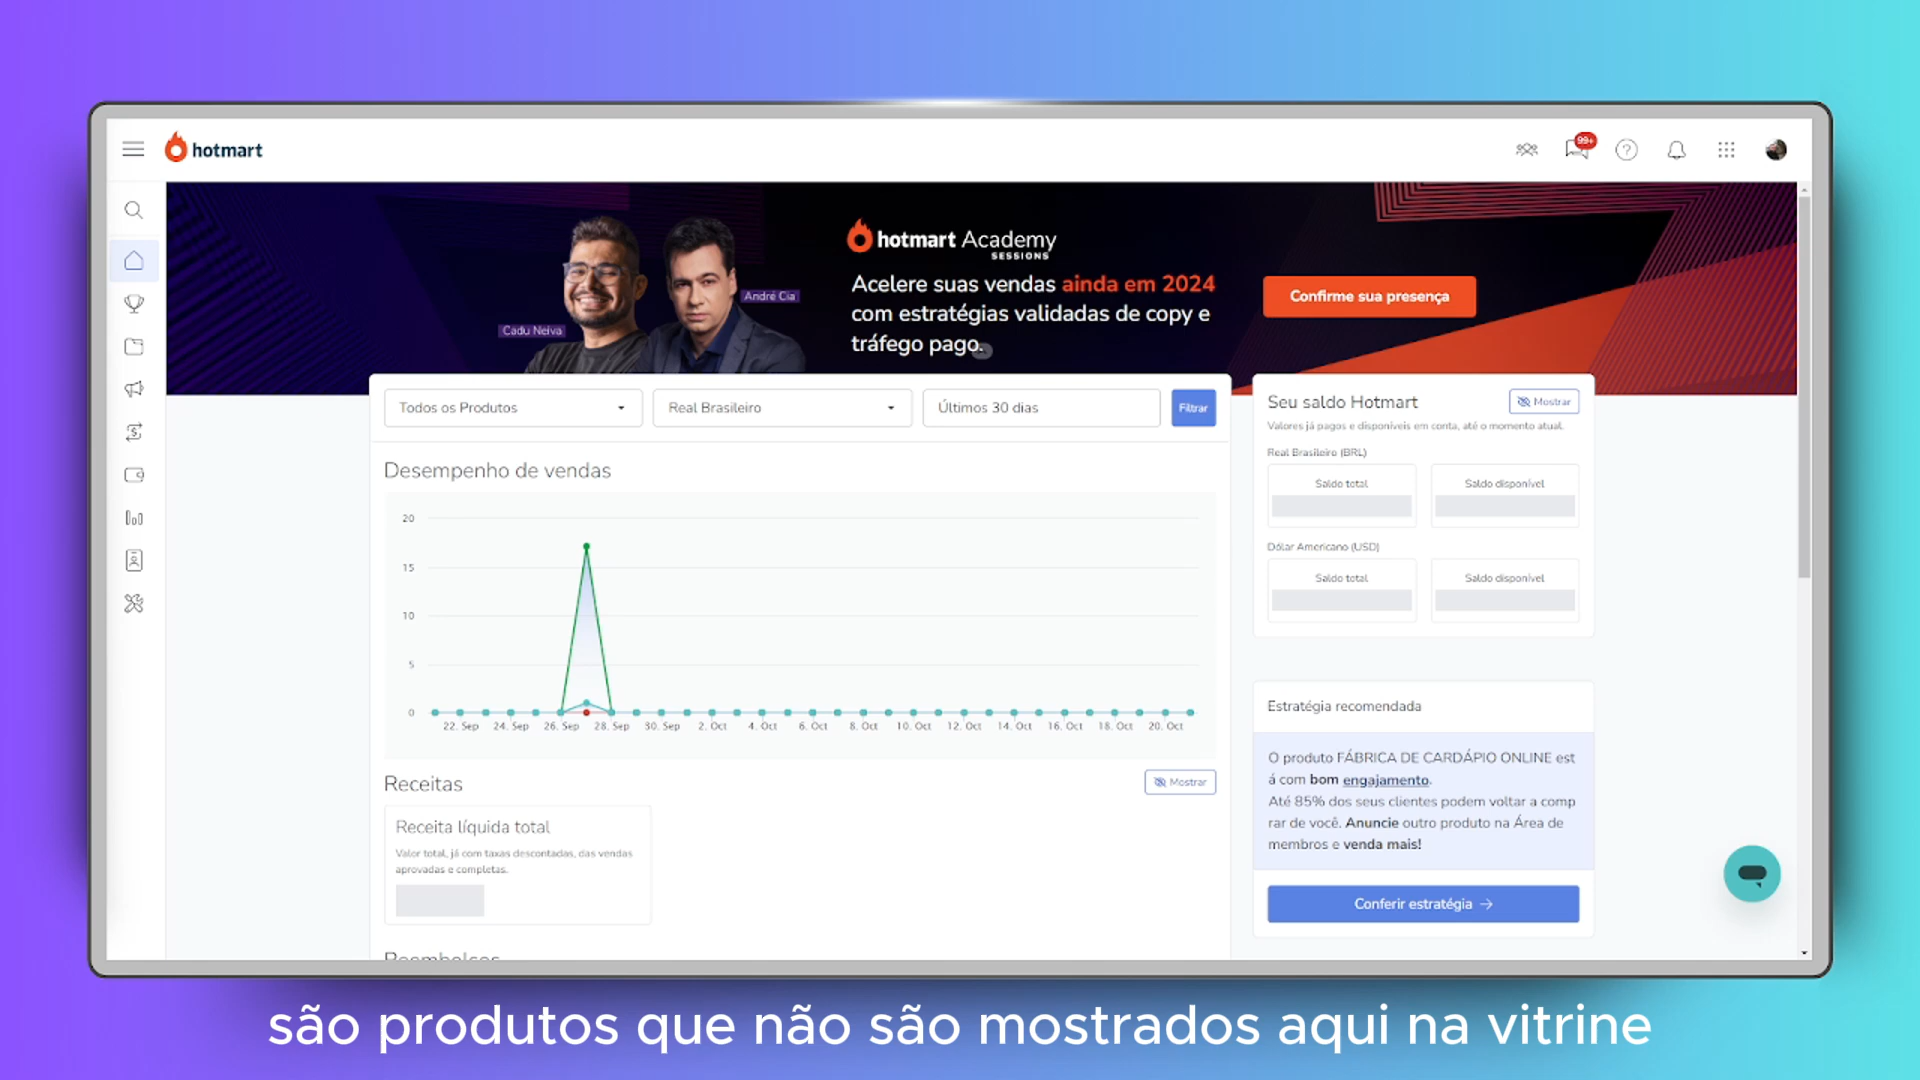 hotmart
99+
hotmart Academy
SESSIONS
Acelere suas vendas ainda em 2024
com estratégias validadas de copy e
tráfego pago.
Cadu Neiva
André Cia
Confirme sua presença
Todos os Produtos
Real Brasileiro
Últimos 30 dias
Filtrar
Desempenho de vendas
20
15
10
5
0
22. Sep 24. Sep 26. Sep 28. Sep 30. Sep 2. Oct 4. Oct 6. Oct 8. Oct 10. Oct 12. Oct 14. Oct 16. Oct 18. Oct 20. Oct
Receitas
Mostrar
Receita líquida total
Valor total, já com taxas descontadas, das vendas
aprovadas e completas.
Reembolsos
Seu saldo Hotmart
Mostrar
Valores já pagos e disponíveis em conta, até o momento atual.
Real Brasileiro (BRL)
Saldo total
Saldo disponível
Dólar Americano (USD)
Saldo total
Saldo disponível
Estratégia recomendada
O produto FÁBRICA DE CARDÁPIO ONLINE est
á com bom engajamento.
Até 85% dos seus clientes podem voltar a comp
rar de você. Anuncie outro produto na Área de
membros e venda mais!
Conferir estratégia →
são produtos que não são mostrados aqui na vitrine